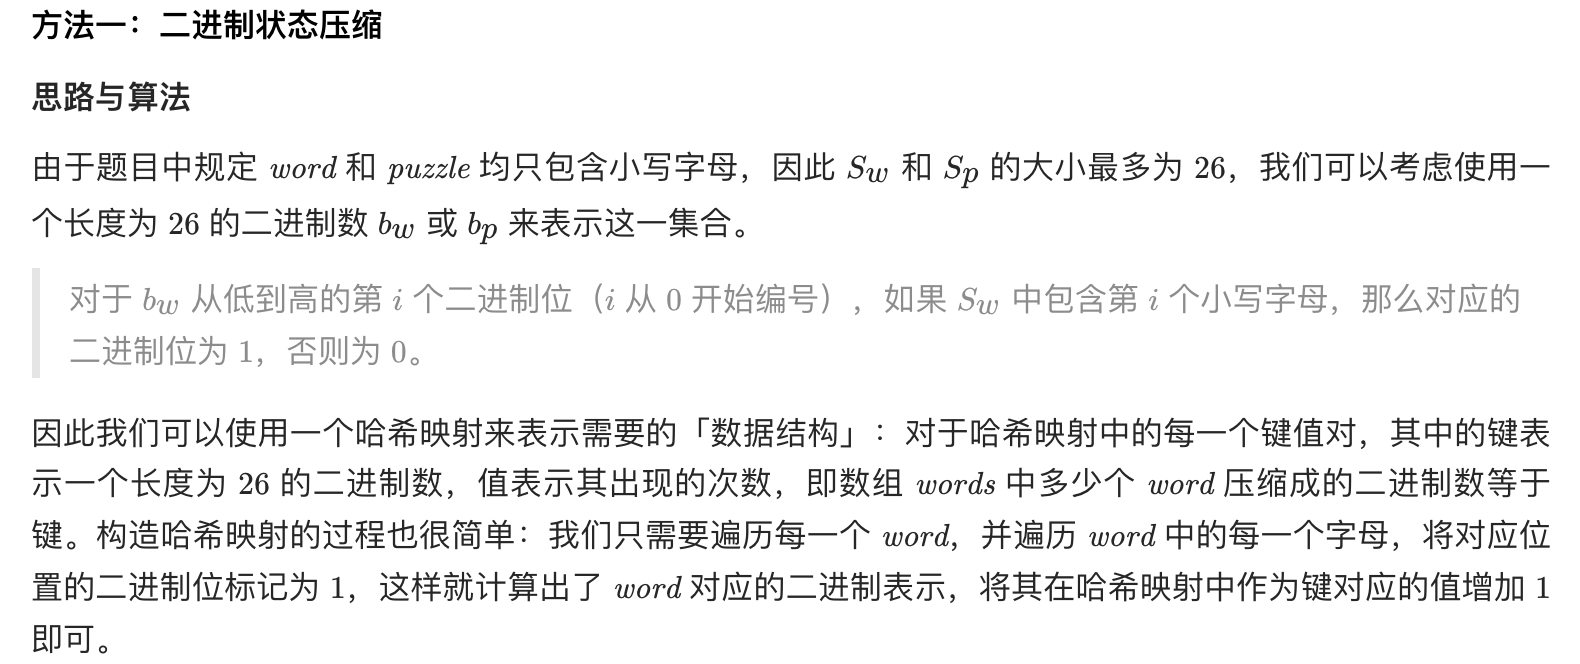 方法一：二进制状态压缩
思路与算法
由于题目中规定 word 和 puzzle 均只包含小写字母，因此 S_w 和 S_p 的大小最多为 26，我们可以考虑使用一
个长度为 26 的二进制数 b_w 或 b_p 来表示这一集合。
对于 b_w 从低到高的第 i 个二进制位（i 从 0 开始编号），如果 S_w 中包含第 i 个小写字母，那么对应的
二进制位为 1，否则为 0。
因此我们可以使用一个哈希映射来表示需要的「数据结构」：对于哈希映射中的每一个键值对，其中的键表
示一个长度为 26 的二进制数，值表示其出现的次数，即数组 words 中多少个 word 压缩成的二进制数等于
键。构造哈希映射的过程也很简单：我们只需要遍历每一个 word，并遍历 word 中的每一个字母，将对应位
置的二进制位标记为 1，这样就计算出了 word 对应的二进制表示，将其在哈希映射中作为键对应的值增加 1
即可。